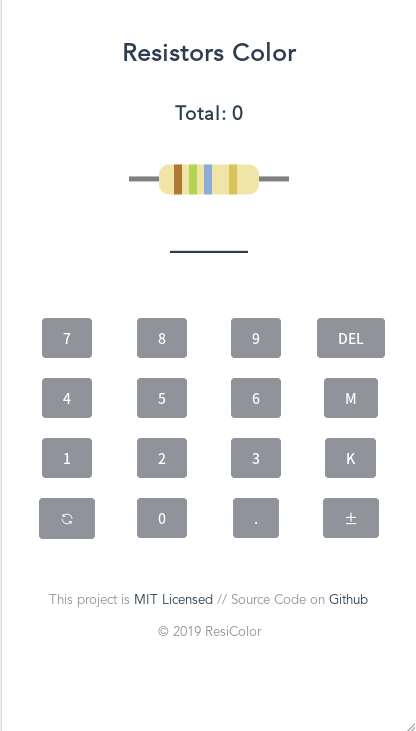 Resistors Color
Total: 0
7 8 9 DEL
4 5 6 M
1 2 3 K
0 . ±
This project is MIT Licensed // Source Code on Github
© 2019 ResiColor